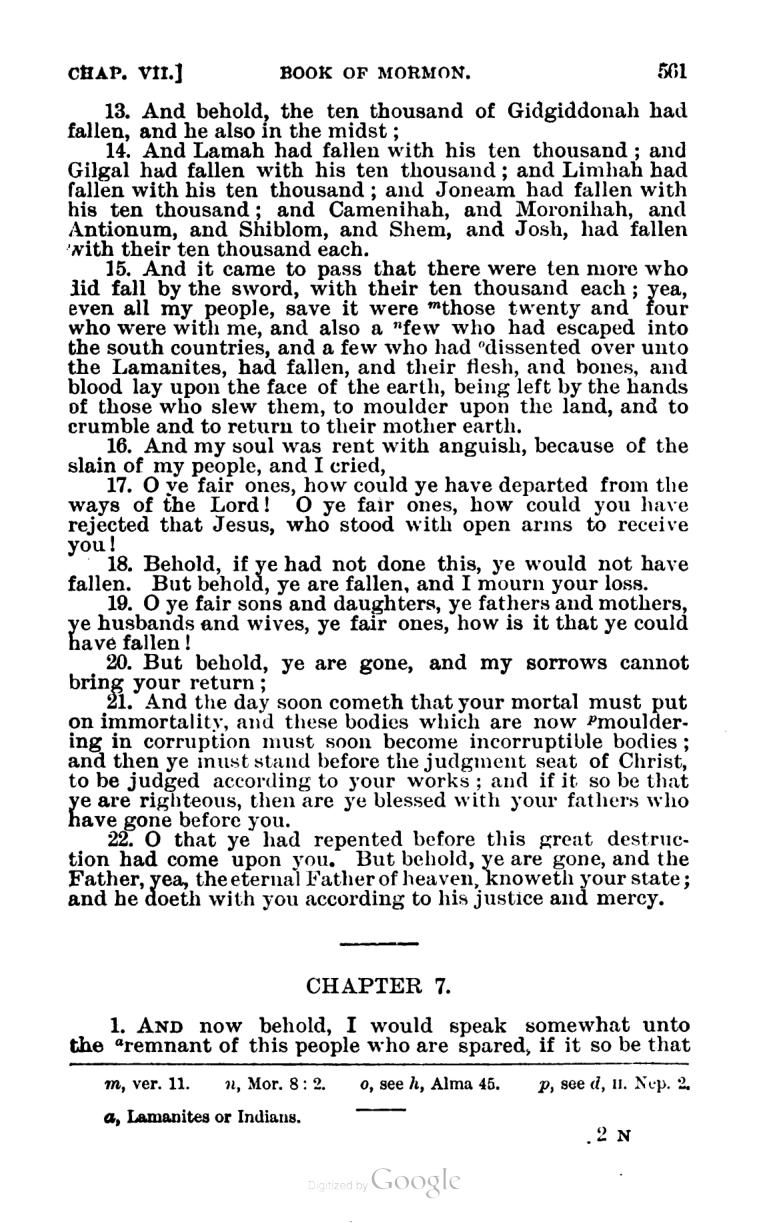 CHAP. VII.] BOOK OF MORMON. 561
13. And behold, the ten thousand of Gidgiddonah had
fallen, and he also in the midst ;
14. And Lamah had fallen with his ten thousand ; and
Gilgal had fallen with his ten thousand ; and Limhah had
fallen with his ten thousand ; and Joneam had fallen with
his ten thousand ; and Camenihah, and Moronihah, and
Antionum, and Shiblom, and Shem, and Josh, had fallen
with their ten thousand each.
15. And it came to pass that there were ten more who
did fall by the sword, with their ten thousand each ; yea,
even all my people, save it were ᵐthose twenty and four
who were with me, and also a ⁿfew who had escaped into
the south countries, and a few who had ᵒdissented over unto
the Lamanites, had fallen, and their flesh, and bones, and
blood lay upon the face of the earth, being left by the hands
of those who slew them, to moulder upon the land, and to
crumble and to return to their mother earth.
16. And my soul was rent with anguish, because of the
slain of my people, and I cried,
17. O ye fair ones, how could ye have departed from the
ways of the Lord! O ye fair ones, how could you have
rejected that Jesus, who stood with open arms to receive
you!
18. Behold, if ye had not done this, ye would not have
fallen. But behold, ye are fallen, and I mourn your loss.
19. O ye fair sons and daughters, ye fathers and mothers,
ye husbands and wives, ye fair ones, how is it that ye could
have fallen !
20. But behold, ye are gone, and my sorrows cannot
bring your return ;
21. And the day soon cometh that your mortal must put
on immortality, and these bodies which are now ᵖmoulder-
ing in corruption must soon become incorruptible bodies ;
and then ye must stand before the judgment seat of Christ,
to be judged according to your works ; and if it so be that
ye are righteous, then are ye blessed with your fathers who
have gone before you.
22. O that ye had repented before this great destruc-
tion had come upon you. But behold, ye are gone, and the
Father, yea, the eternal Father of heaven, knoweth your state ;
and he doeth with you according to his justice and mercy.
CHAPTER 7.
1. AND now behold, I would speak somewhat unto
the ᵃremnant of this people who are spared, if it so be that
m, ver. 11. n, Mor. 8 : 2. o, see h, Alma 45. p, see d, II. Nep. 2.
a, Lamanites or Indians.
2 N
Digitized by Google